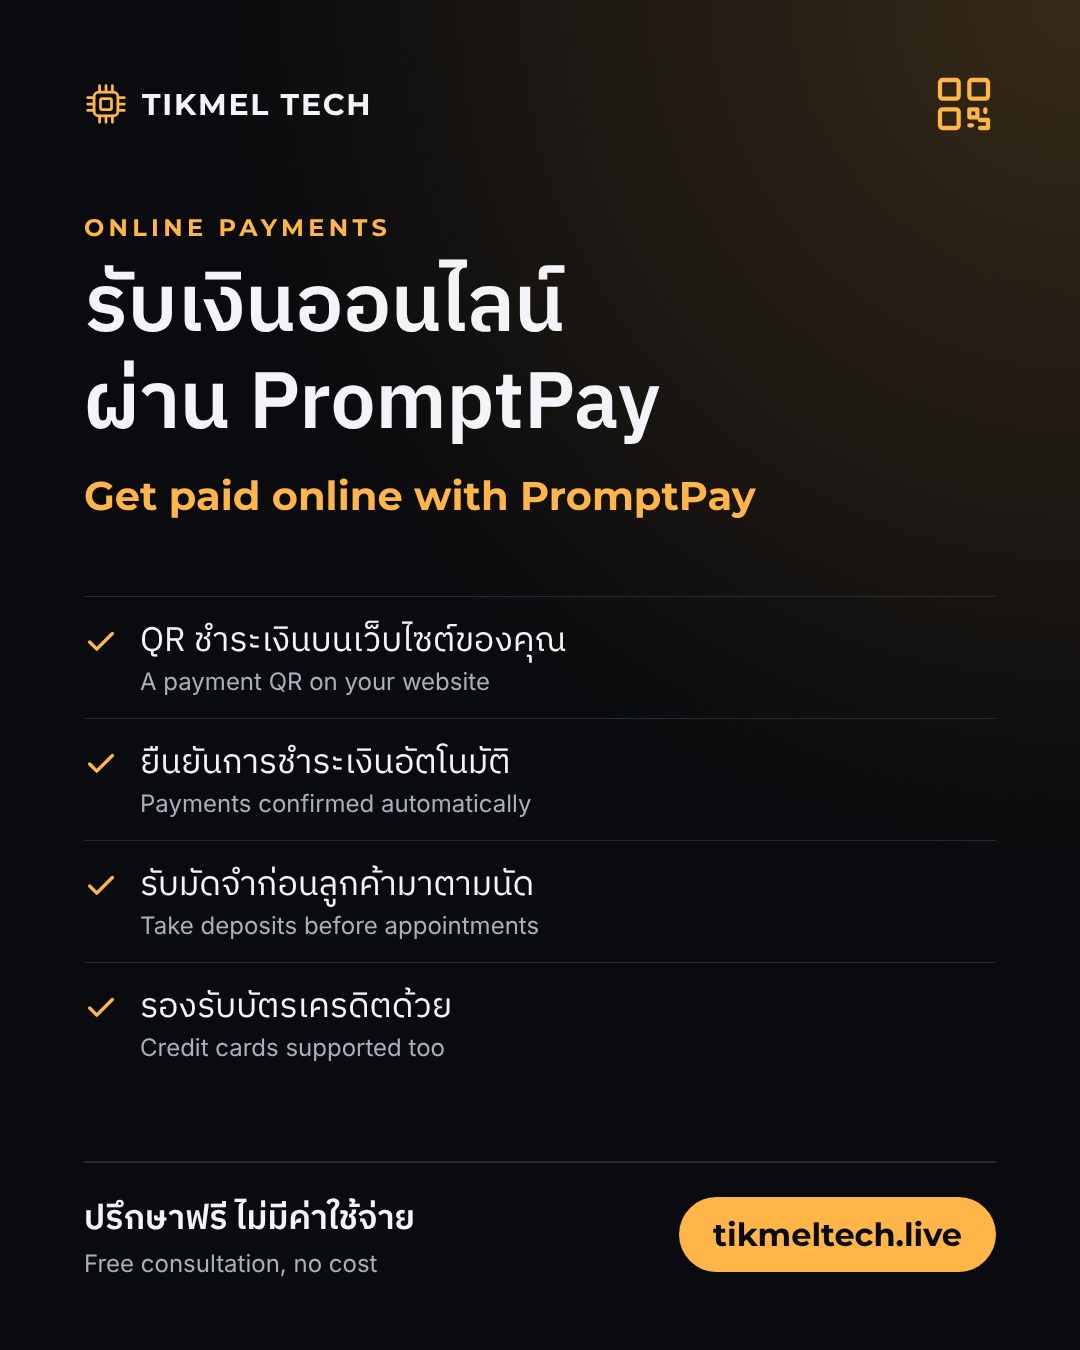 TIKMEL TECH
ONLINE PAYMENTS
รับเงินออนไลน์
ผ่าน PromptPay
Get paid online with PromptPay
QR ชำระเงินบนเว็บไซต์ของคุณ
A payment QR on your website
ยืนยันการชำระเงินอัตโนมัติ
Payments confirmed automatically
รับมัดจำก่อนลูกค้ามาตามนัด
Take deposits before appointments
รองรับบัตรเครดิตด้วย
Credit cards supported too
ปรึกษาฟรี ไม่มีค่าใช้จ่าย
Free consultation, no cost
tikmeltech.live